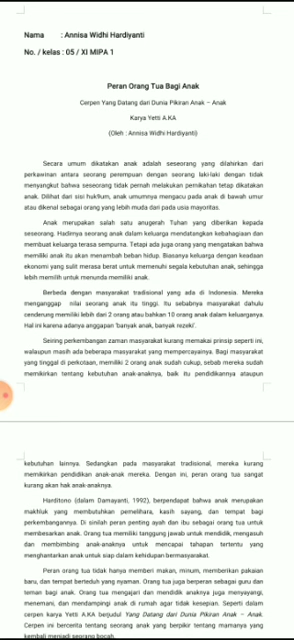 Nama : Annisa Widhi Hardiyanti
No. / kelas : 05 / XI MIPA 1
Peran Orang Tua Bagi Anak
Cerpen Yang Datang dari Dunia Pikiran Anak – Anak
Karya Yetti A.KA
(Oleh : Annisa Widhi Hardiyanti)
Secara umum dikatakan anak adalah seseorang yang dilahirkan dari
perkawinan antara seorang perempuan dengan seorang laki-laki dengan tidak
menyangkut bahwa seseorang tidak pernah melakukan pernikahan tetap dikatakan
anak. Dilihat dari sisi huk9um, anak umumnya mengacu pada anak di bawah umur
atau dikenal sebagai orang yang lebih muda dari pada usia mayoritas.
Anak merupakan salah satu anugerah Tuhan yang diberikan kepada
seseorang. Hadirnya seorang anak dalam keluarga mendatangkan kebahagiaan dan
membuat keluarga terasa sempurna. Tetapi ada juga orang yang mengatakan bahwa
memiliki anak itu akan menambah beban hidup. Biasanya keluarga dengan keadaan
ekonomi yang sulit merasa berat untuk memenuhi segala kebutuhan anak, sehingga
lebih memilih untuk menunda memiliki anak.
Berbeda dengan masyarakat tradisional yang ada di Indonesia. Mereka
menganggap nilai seorang anak itu tinggi. Itu sebabnya masyarakat dahulu
cenderung memiliki lebih dari 2 orang atau bahkan 10 orang anak dalam keluarganya.
Hal ini karena adanya anggapan 'banyak anak, banyak rezeki'.
Seiring perkembangan zaman masyarakat kurang memakai prinsip seperti ini,
walaupun masih ada beberapa masyarakat yang mempercayainya. Bagi masyarakat
yang tinggal di perkotaan, memiliki 2 orang anak sudah cukup, sebab mereka sudah
memikirkan tentang kebutuhan anak-anaknya, baik itu pendidikannya ataupun
kebutuhan lainnya. Sedangkan pada masyarakat tradisional, mereka kurang
memikirkan pendidikan anak-anak mereka. Dengan ini, peran orang tua sangat
kurang akan hak anak-anaknya.
Harditono (dalam Damayanti, 1992), berpendapat bahwa anak merupakan
makhluk yang membutuhkan pemelihara, kasih sayang, dan tempat bagi
perkembangannya. Di sinilah peran penting ayah dan ibu sebagai orang tua untuk
membesarkan anak. Orang tua memiliki tanggung jawab untuk mendidik, mengasuh
dan membimbing anak-anaknya untuk mencapai tahapan tertentu yang
menghantarkan anak untuk siap dalam kehidupan bermasyarakat.
Peran orang tua tidak hanya memberi makan, minum, memberikan pakaian
baru, dan tempat berteduh yang nyaman. Orang tua juga berperan sebagai guru dan
teman bagi anak. Orang tua yang mengajari dan mendidik anaknya juga menyayangi,
menemani, dan mendampingi anak di rumah agar tidak kesepian. Seperti dalam
cerpen karya Yetti A.KA berjudul Yang Datang dari Dunia Pikiran Anak – Anak.
Cerpen ini bercerita tentang seorang anak yang berpikir tentang mamanya yang
kembali menjadi seorang bocah.